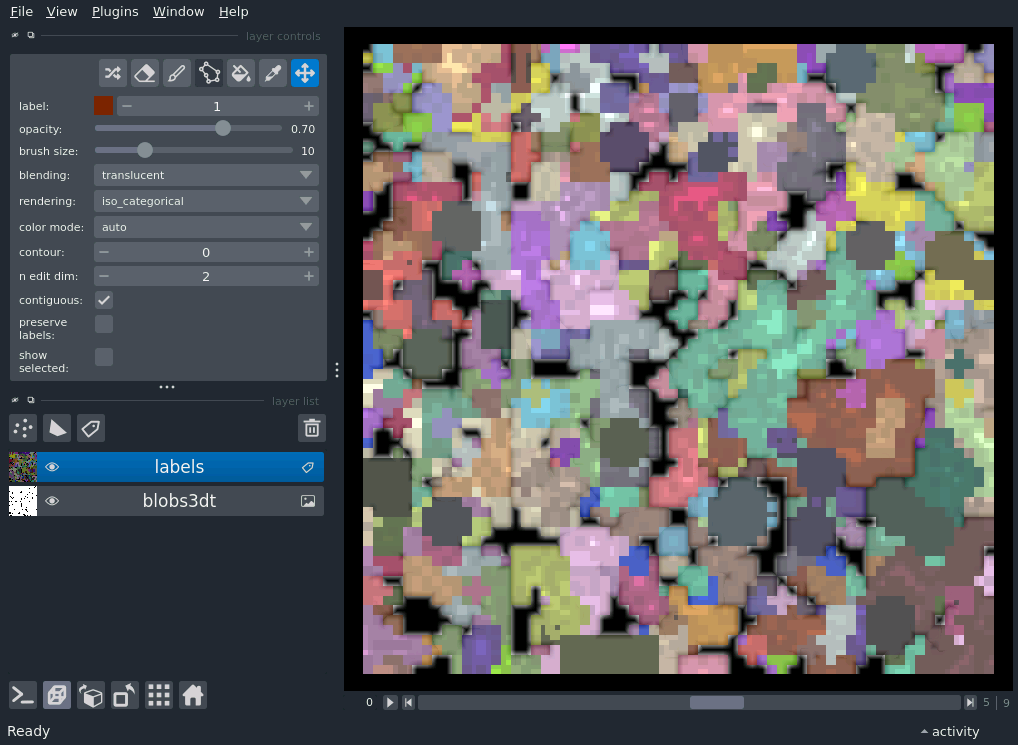 File View Plugins Window Help
layer controls
label: 1
opacity: 0.70
brush size: 10
blending: translucent
rendering: iso_categorical
color mode: auto
contour: 0
n edit dim: 2
contiguous:
preserve
labels:
show
selected:
layer list
labels
blobs3dt
0 5 9
Ready activity